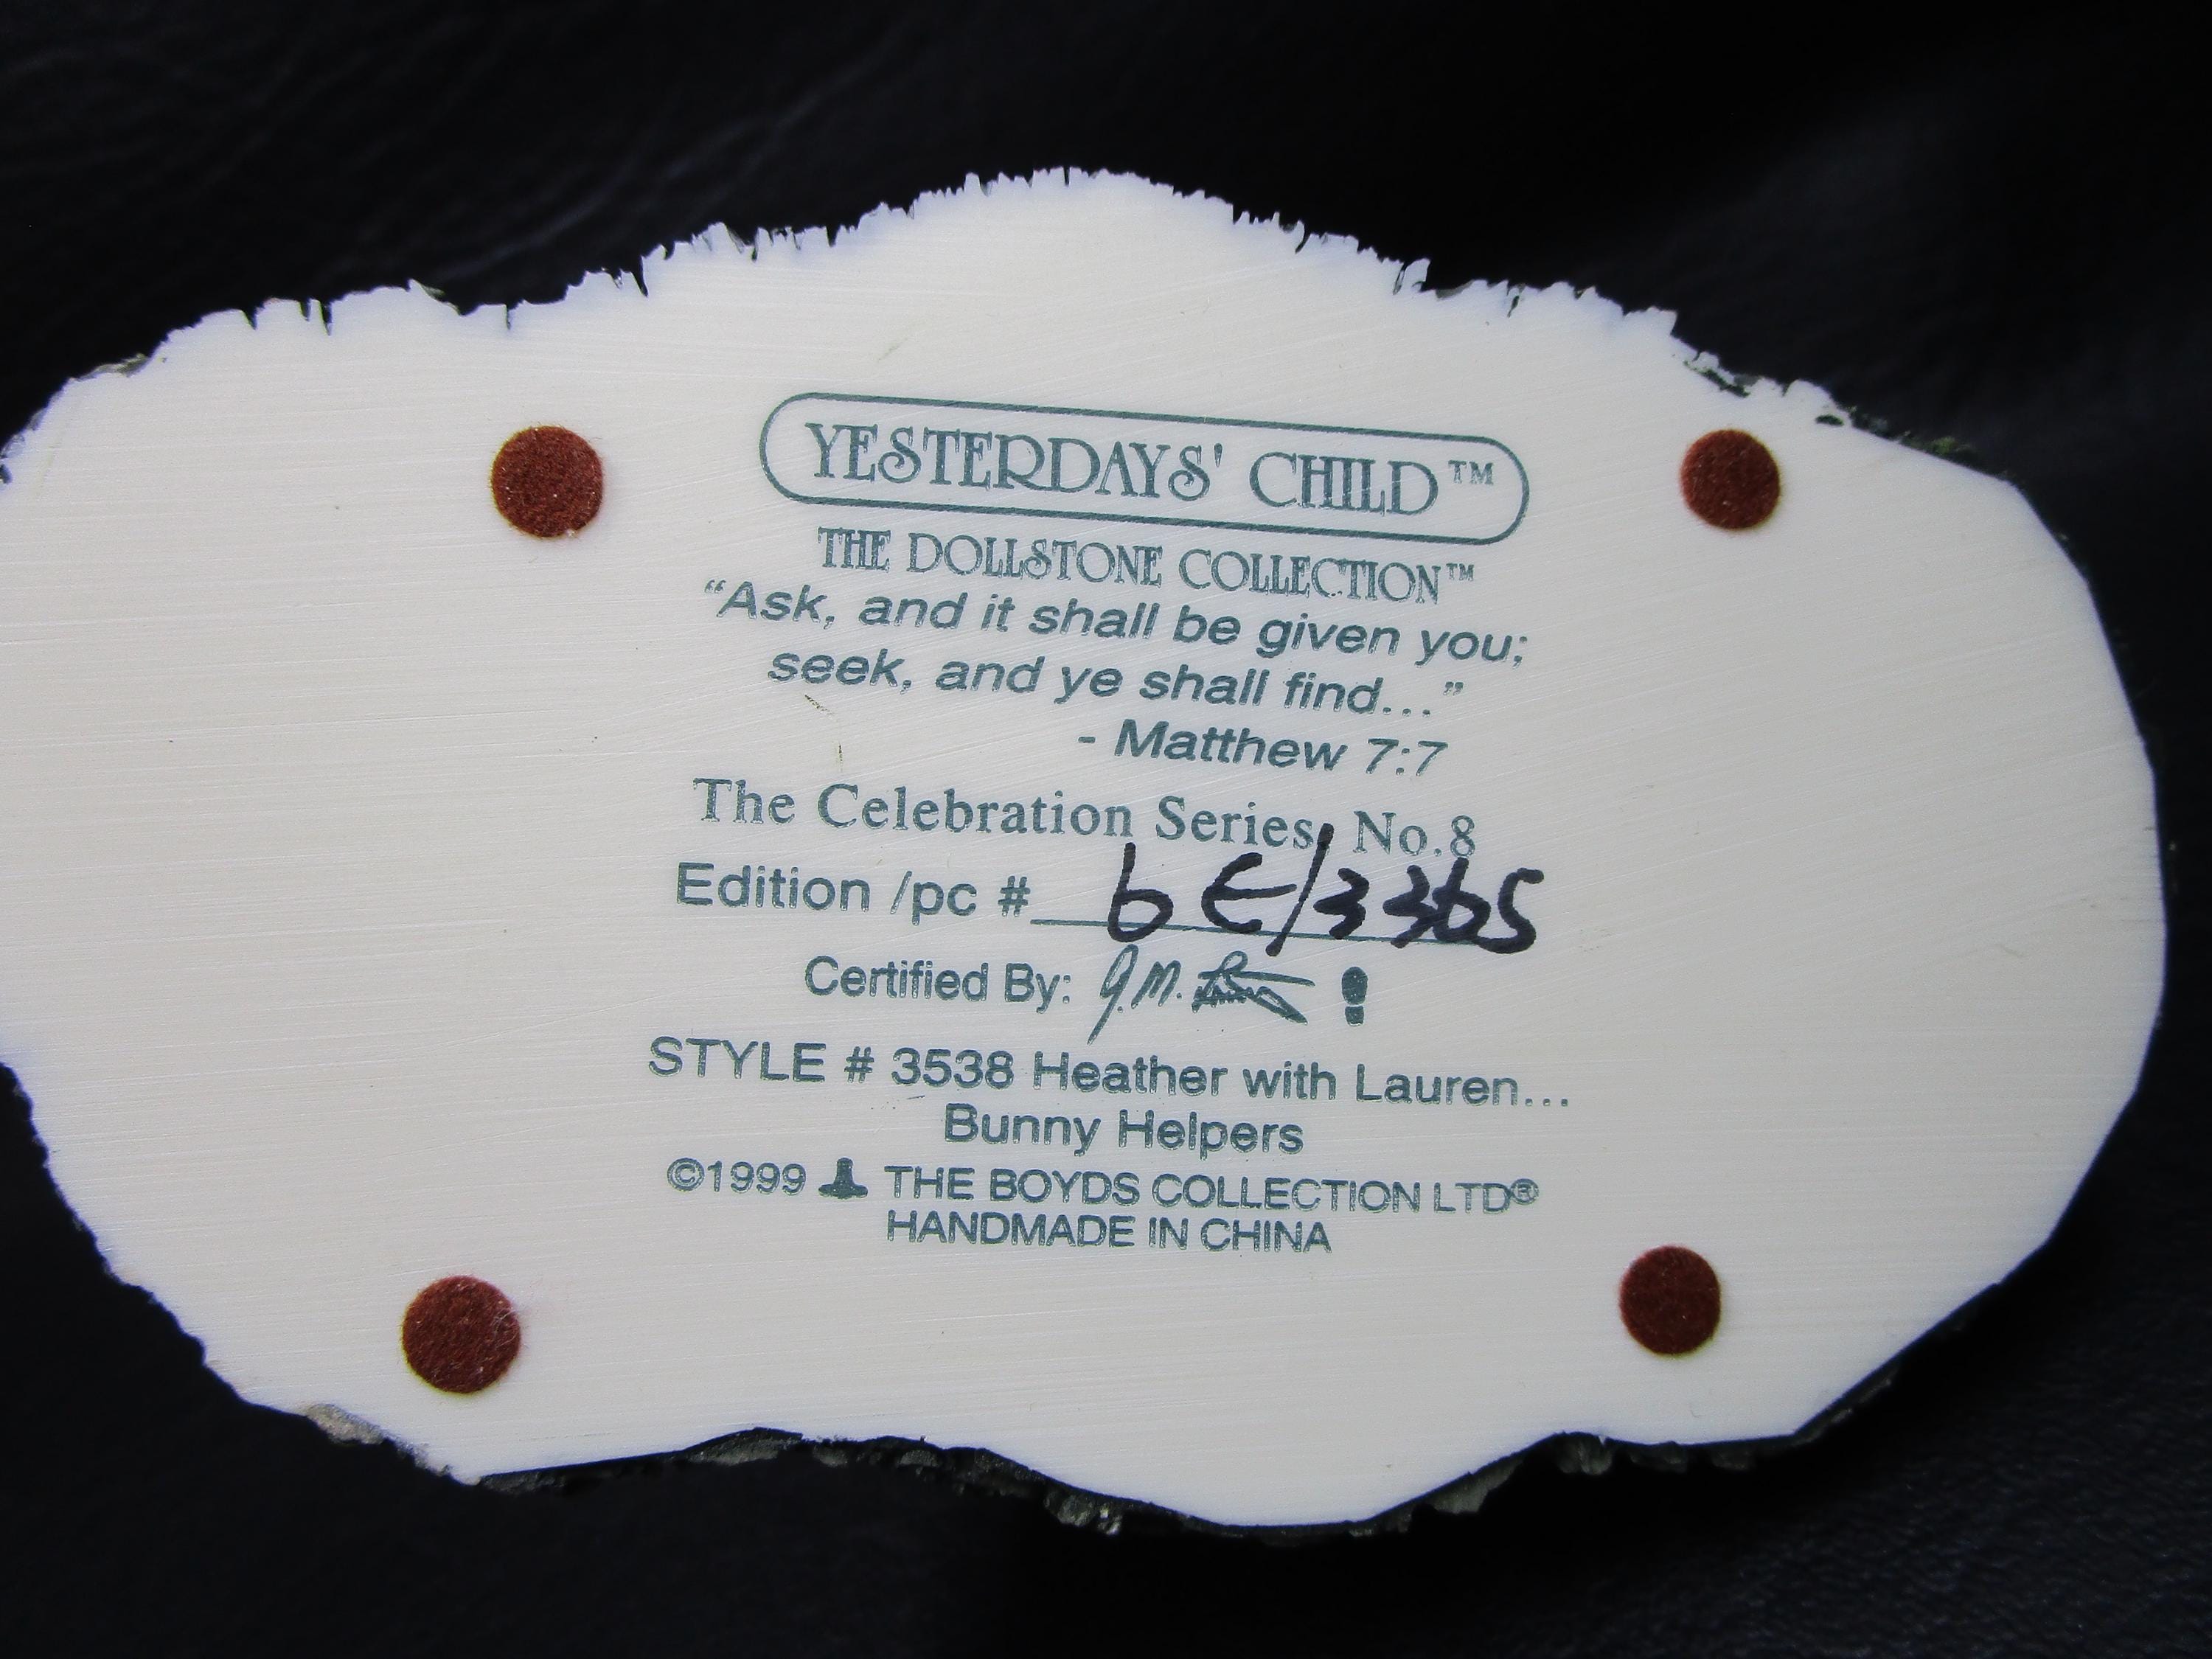 YESTERDAYS' CHILD™
THE DOLLSTONE COLLECTION™
“Ask, and it shall be given you;
seek, and ye shall find...”
- Matthew 7:7
The Celebration Series, No.8
Edition /pc # 6E/3365
Certified By: G.M.
STYLE # 3538 Heather with Lauren...
Bunny Helpers
©1999 THE BOYDS COLLECTION LTD®
HANDMADE IN CHINA